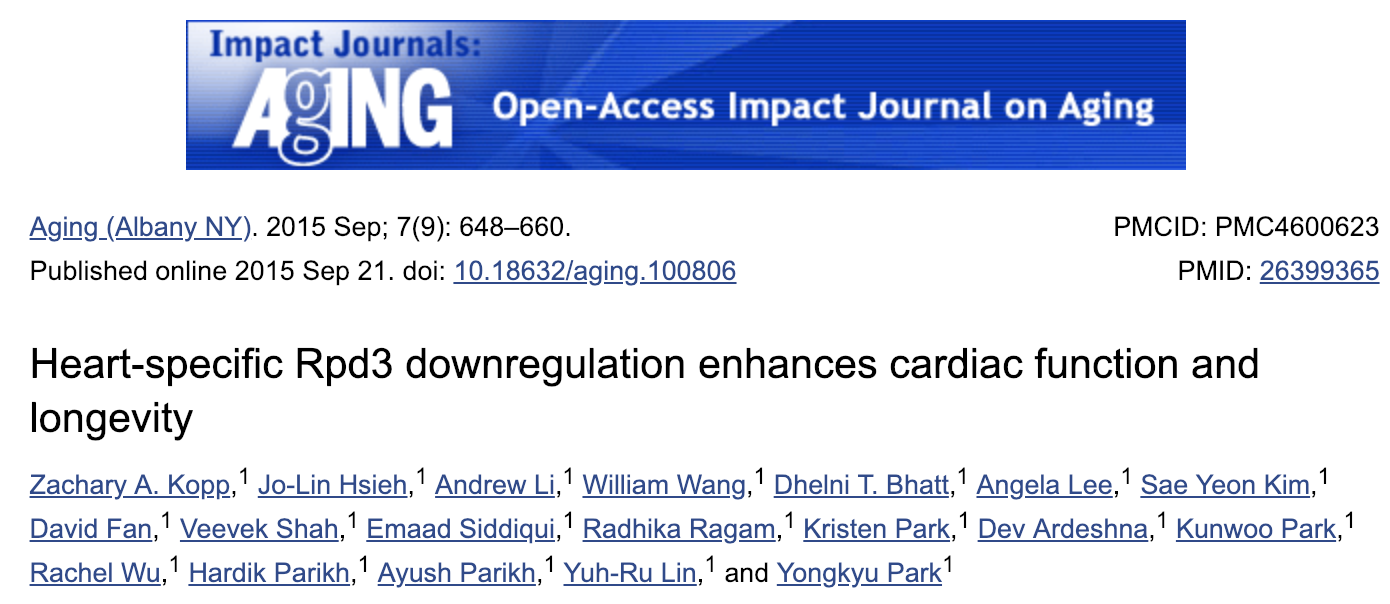 Impact Journals:
AgING
Open-Access Impact Journal on Aging
Aging (Albany NY). 2015 Sep; 7(9): 648–660.
PMCID: PMC4600623
Published online 2015 Sep 21. doi: 10.18632/aging.100806
PMID: 26399365
Heart-specific Rpd3 downregulation enhances cardiac function and
longevity
Zachary A. Kopp,1 Jo-Lin Hsieh,1 Andrew Li,1 William Wang,1 Dhelni T. Bhatt,1 Angela Lee,1 Sae Yeon Kim,1
David Fan,1 Veevek Shah,1 Emaad Siddiqui,1 Radhika Ragam,1 Kristen Park,1 Dev Ardeshna,1 Kunwoo Park,1
Rachel Wu,1 Hardik Parikh,1 Ayush Parikh,1 Yuh-Ru Lin,1 and Yongkyu Park1